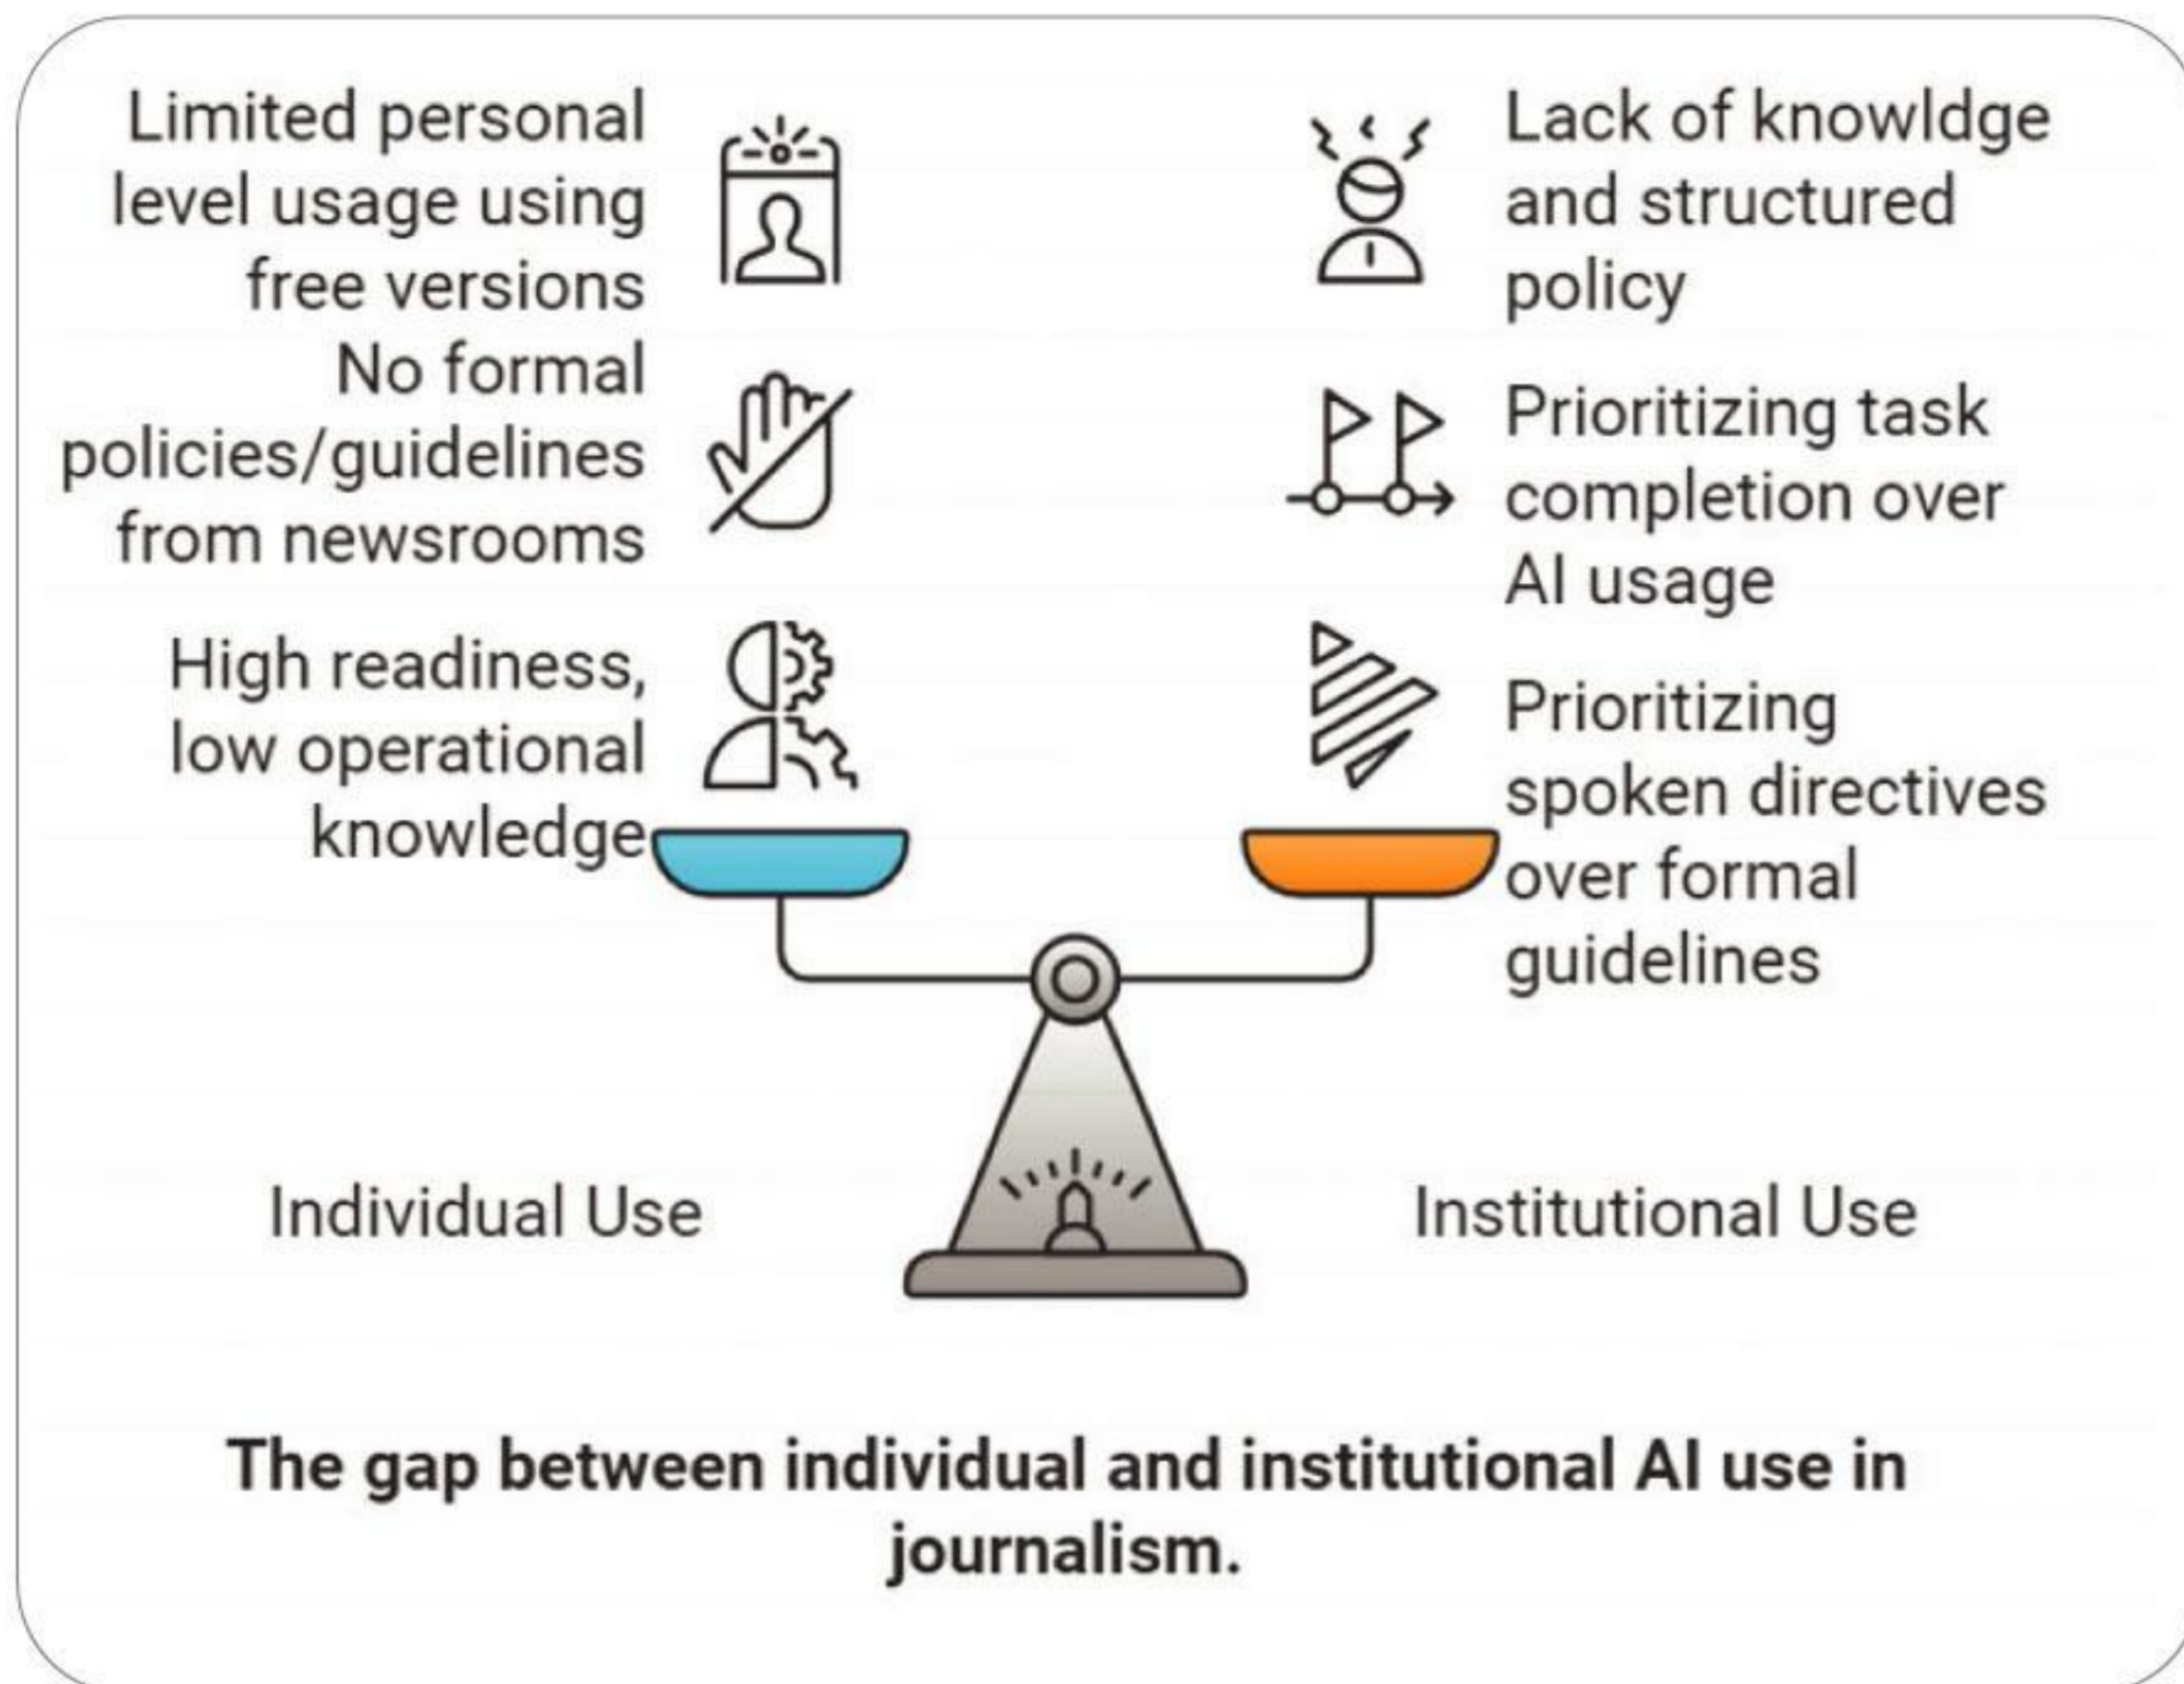 Limited personal
level usage using
free versions
No formal
policies/guidelines
from newsrooms
High readiness,
low operational
knowledge
Lack of knowldge
and structured
policy
Prioritizing task
completion over
AI usage
Prioritizing
spoken directives
over formal
guidelines
Individual Use
Institutional Use
The gap between individual and institutional AI use in
journalism.